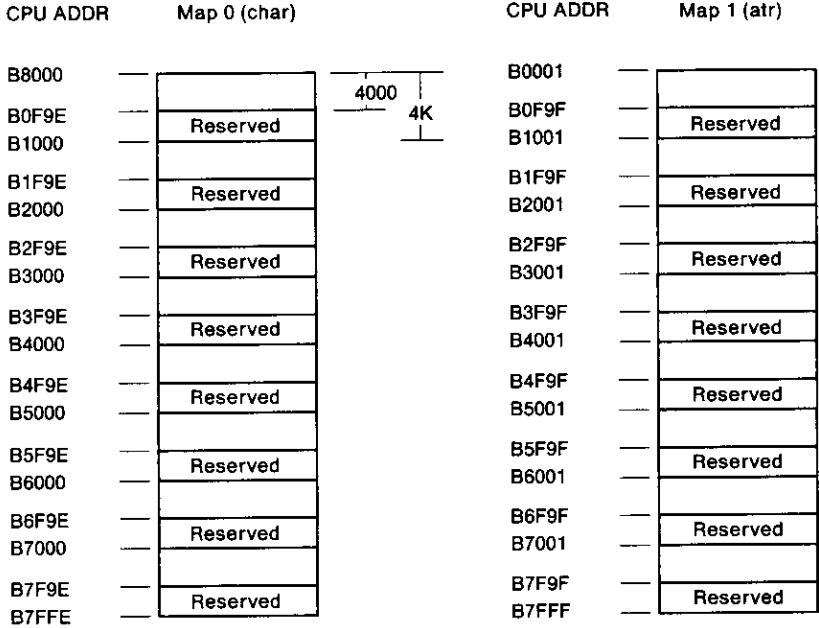 CPU ADDR Map 0 (char)
B8000
B0F9E
Reserved
B1000
B1F9E
Reserved
B2000
B2F9E
Reserved
B3000
B3F9E
Reserved
B4000
B4F9E
Reserved
B5000
B5F9E
Reserved
B6000
B6F9E
Reserved
B7000
B7F9E
Reserved
B7FFE
4000
4K
CPU ADDR Map 1 (atr)
B0001
B0F9F
Reserved
B1001
B1F9F
Reserved
B2001
B2F9F
Reserved
B3001
B3F9F
Reserved
B4001
B4F9F
Reserved
B5001
B5F9F
Reserved
B6001
B6F9F
Reserved
B7001
B7F9F
Reserved
B7FFF